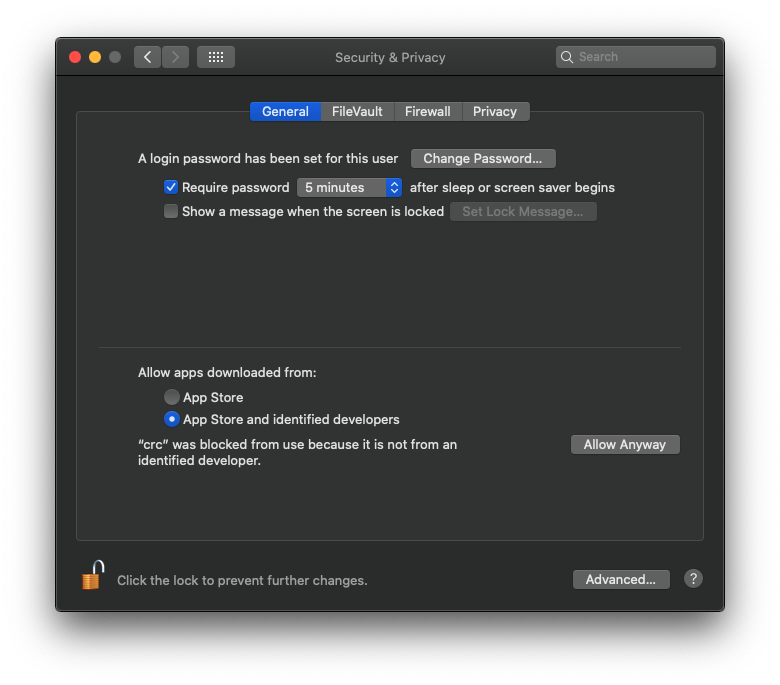 Security & Privacy
Search
General
FileVault
Firewall
Privacy
A login password has been set for this user
Change Password...
Require password
5 minutes
after sleep or screen saver begins
Show a message when the screen is locked
Set Lock Message...
Allow apps downloaded from:
App Store
App Store and identified developers
“crc” was blocked from use because it is not from an
identified developer.
Allow Anyway
Click the lock to prevent further changes.
Advanced...
?